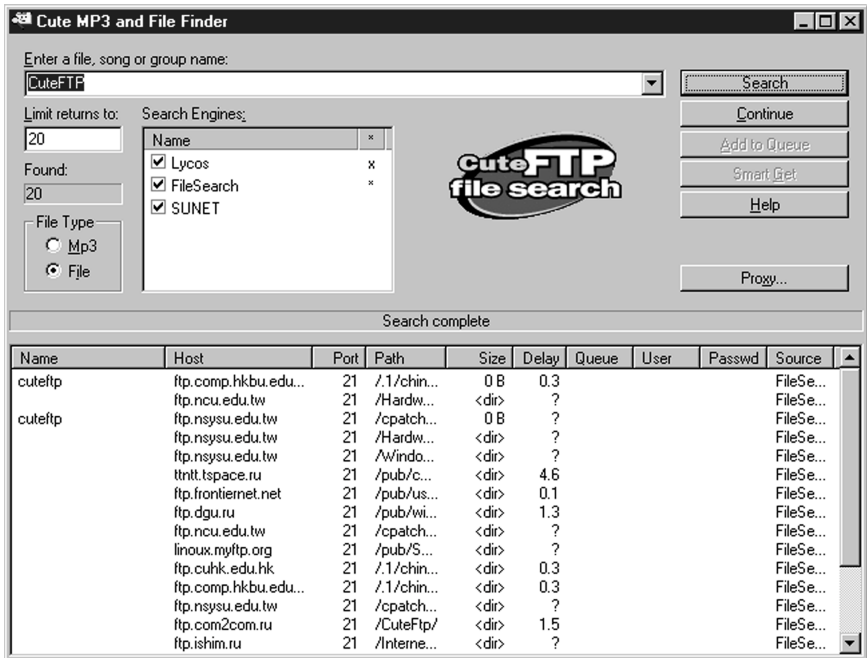 Cute MP3 and File Finder
Enter a file, song or group name:
CuteFTP
Search
Limit returns to:
Search Engines:
Continue
20
Name x
Add to Queue
Lycos x
Found:
FileSearch x
Smart Get
20
SUNET
Help
File Type
Mp3
File
CuteFTP
file search
Proxy...
Search complete
Name Host Port Path Size Delay Queue User Passwd Source
cuteftp ftp.comp.hkbu.edu... 21 /.1/chin... 0 B 0.3 FileSe...
ftp.ncu.edu.tw 21 /Hardw... <dir> ? FileSe...
cuteftp ftp.nsysu.edu.tw 21 /cpatch... 0 B ? FileSe...
ftp.nsysu.edu.tw 21 /Hardw... <dir> ? FileSe...
ftp.nsysu.edu.tw 21 /Windo... <dir> ? FileSe...
ttntt.tspace.ru 21 /pub/c... <dir> 4.6 FileSe...
ftp.frontiernet.net 21 /pub/us... <dir> 0.1 FileSe...
ftp.dgu.ru 21 /pub/wi... <dir> 1.3 FileSe...
ftp.ncu.edu.tw 21 /cpatch... <dir> ? FileSe...
linoux.myftp.org 21 /pub/S... <dir> ? FileSe...
ftp.cuhk.edu.hk 21 /.1/chin... <dir> 0.3 FileSe...
ftp.comp.hkbu.edu... 21 /.1/chin... <dir> 0.3 FileSe...
ftp.nsysu.edu.tw 21 /cpatch... <dir> ? FileSe...
ftp.com2com.ru 21 /CuteFtp/ <dir> 1.5 FileSe...
ftp.ishim.ru 21 /Interne... <dir> ? FileSe...